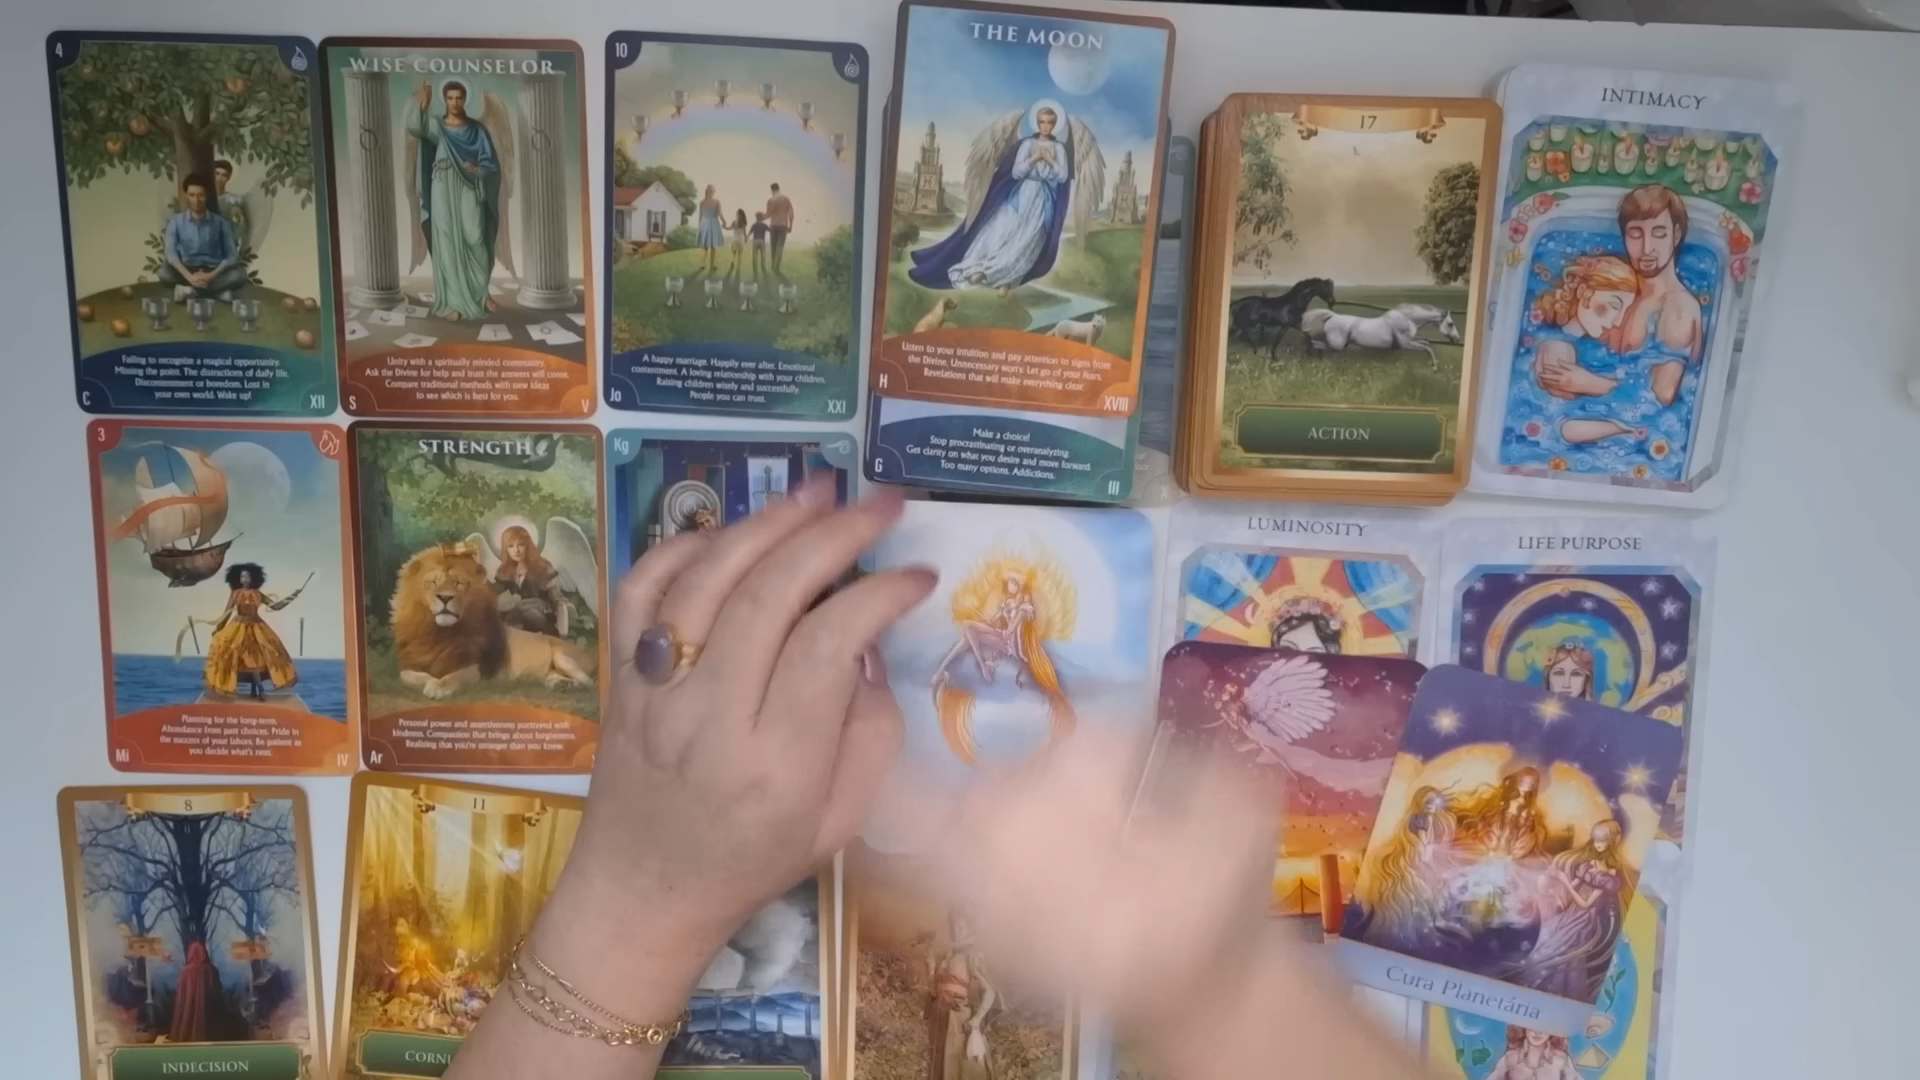 4
Failing to recognize a magical opportunity.
Missing the point. The distractions of daily life.
Discontentment or boredom. Lost in
your own world. Wake up!
C
XII
WISE COUNSELOR
Unity with a spiritually minded community.
Ask the Divine for help and trust the answers will come.
Compare traditional methods with new ideas
to see which is best for you.
S
V
10
A happy marriage. Happily ever after. Emotional
contentment. A loving relationship with your children.
Raising children wisely and successfully.
People you can trust.
Jo
XXI
THE MOON
Listen to your intuition and pay attention to signs from
the Divine. Unnecessary worry. Let go of your fears.
Revelations that will make everything clear.
H
XVIII
Make a choice!
Stop procrastinating or overanalyzing.
Get clarity on what you desire and move forward.
Too many options. Addictions.
G
III
17
ACTION
INTIMACY
3
Planning for the long-term.
Abundance from past choices. Pride in
the success of your labors. Be patient as
you decide what's next.
Mi
IV
STRENGTH
Personal power and assertiveness portrayed with
kindness. Compassion that brings about forgiveness.
Realizing that you're stronger than you know.
Ar
Kg
LUMINOSITY
LIFE PURPOSE
Cura Planetária
8
INDECISION
11
CORNU